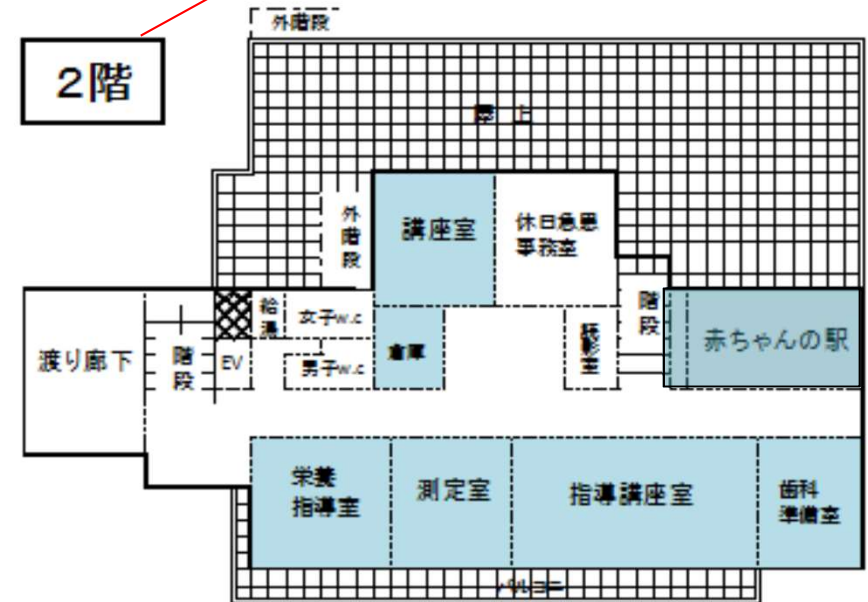 外階段
2階
屋上
外
階
段
講座室
休日急患
事務室
給
湯
女子w.c
階
段
渡り廊下
階
段
EV
男子w.c
倉庫
赤ちゃんの駅
栄養
指導室
測定室
指導講座室
歯科
準備室
バルコニー